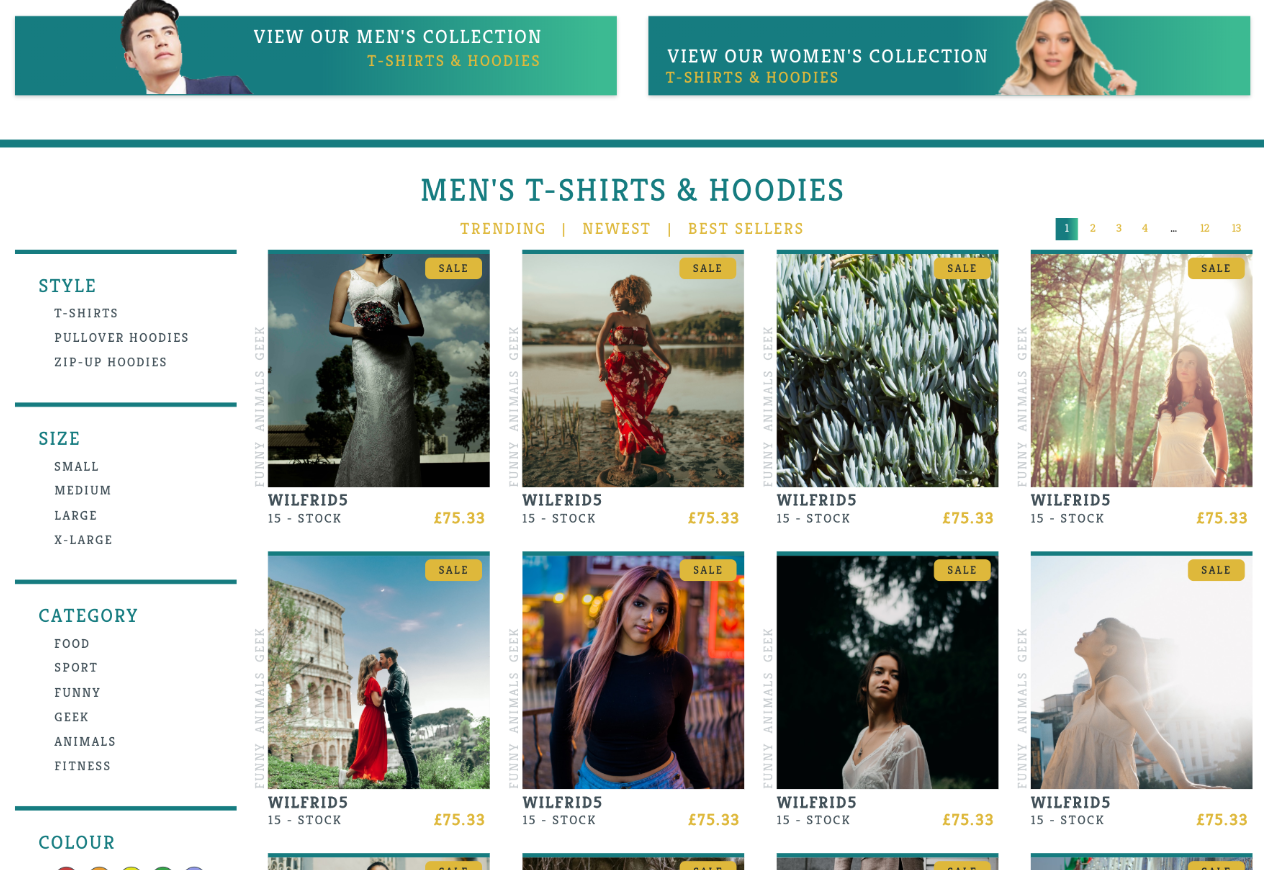 VIEW OUR MEN'S COLLECTION
T-SHIRTS & HOODIES
VIEW OUR WOMEN'S COLLECTION
T-SHIRTS & HOODIES
MEN'S T-SHIRTS & HOODIES
TRENDING | NEWEST | BEST SELLERS
1 2 3 4 ... 12 13
STYLE
T-SHIRTS
PULLOVER HOODIES
ZIP-UP HOODIES
SIZE
SMALL
MEDIUM
LARGE
X-LARGE
CATEGORY
FOOD
SPORT
FUNNY
GEEK
ANIMALS
FITNESS
COLOUR
SALE
FUNNY ANIMALS GEEK
WILFRID5
15 - STOCK £75.33
SALE
FUNNY ANIMALS GEEK
WILFRID5
15 - STOCK £75.33
SALE
FUNNY ANIMALS GEEK
WILFRID5
15 - STOCK £75.33
SALE
FUNNY ANIMALS GEEK
WILFRID5
15 - STOCK £75.33
SALE
FUNNY ANIMALS GEEK
WILFRID5
15 - STOCK £75.33
SALE
FUNNY ANIMALS GEEK
WILFRID5
15 - STOCK £75.33
SALE
FUNNY ANIMALS GEEK
WILFRID5
15 - STOCK £75.33
SALE
FUNNY ANIMALS GEEK
WILFRID5
15 - STOCK £75.33